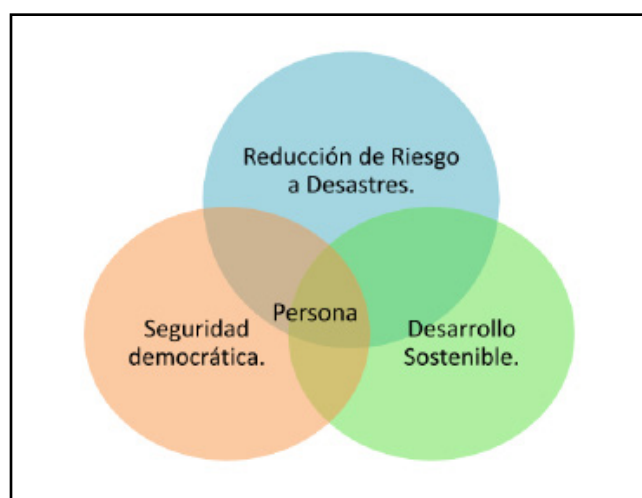 Reducción de Riesgo
a Desastres.
Persona
Seguridad
democrática.
Desarrollo
Sostenible.